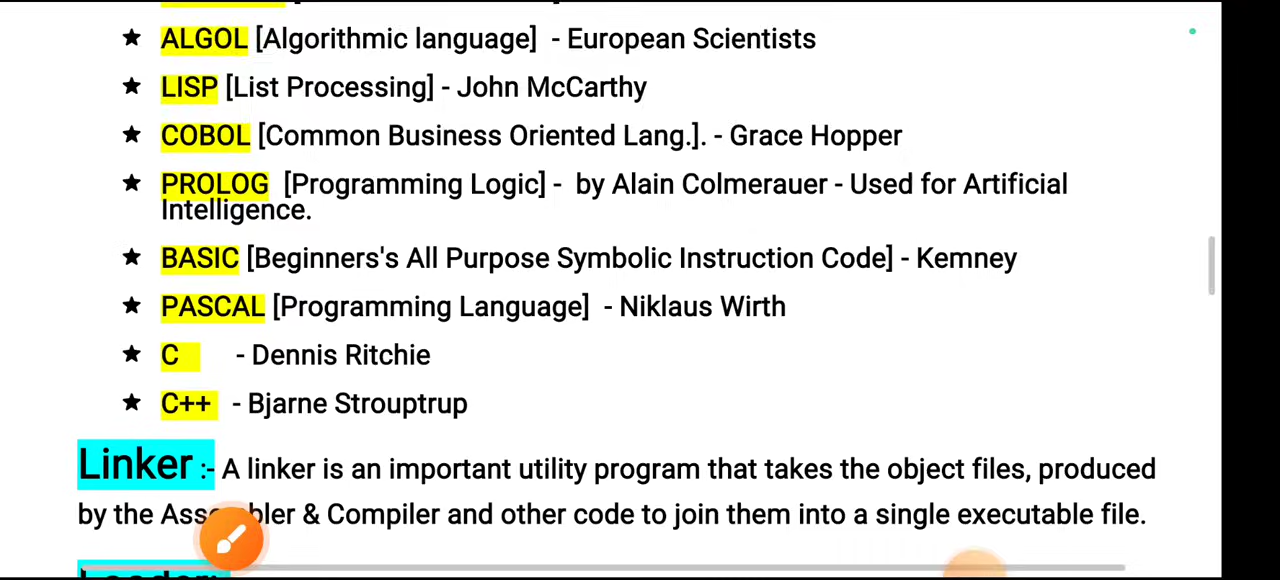 ★ ALGOL [Algorithmic language] - European Scientists
★ LISP [List Processing] - John McCarthy
★ COBOL [Common Business Oriented Lang.]. - Grace Hopper
★ PROLOG [Programming Logic] - by Alain Colmerauer - Used for Artificial
Intelligence.
★ BASIC [Beginners's All Purpose Symbolic Instruction Code] - Kemney
★ PASCAL [Programming Language] - Niklaus Wirth
★ C - Dennis Ritchie
★ C++ - Bjarne Strouptrup
Linker :- A linker is an important utility program that takes the object files, produced
by the Assembler & Compiler and other code to join them into a single executable file.